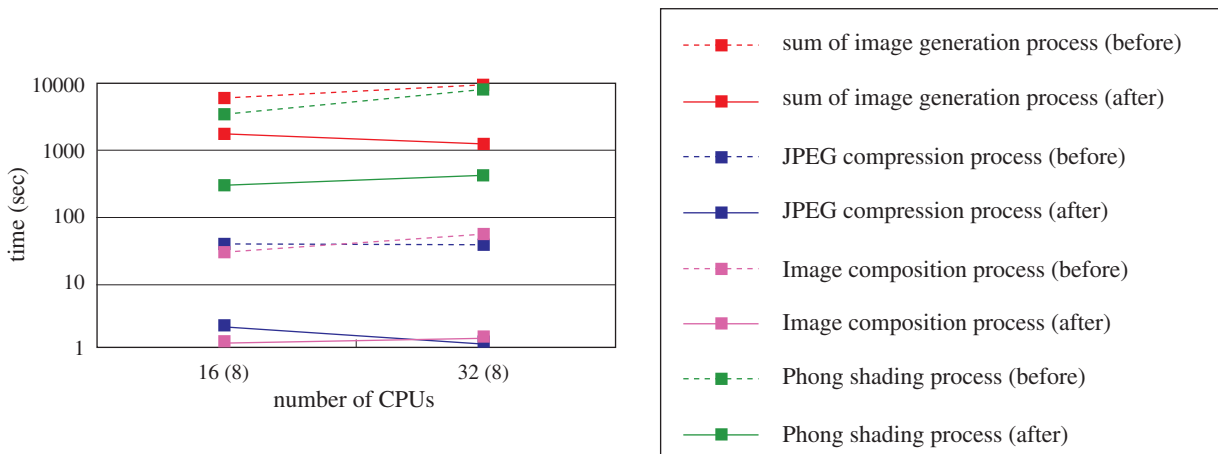 10000
1000
100
10
1
time (sec)
16 (8)
32 (8)
number of CPUs
sum of image generation process (before)
sum of image generation process (after)
JPEG compression process (before)
JPEG compression process (after)
Image composition process (before)
Image composition process (after)
Phong shading process (before)
Phong shading process (after)